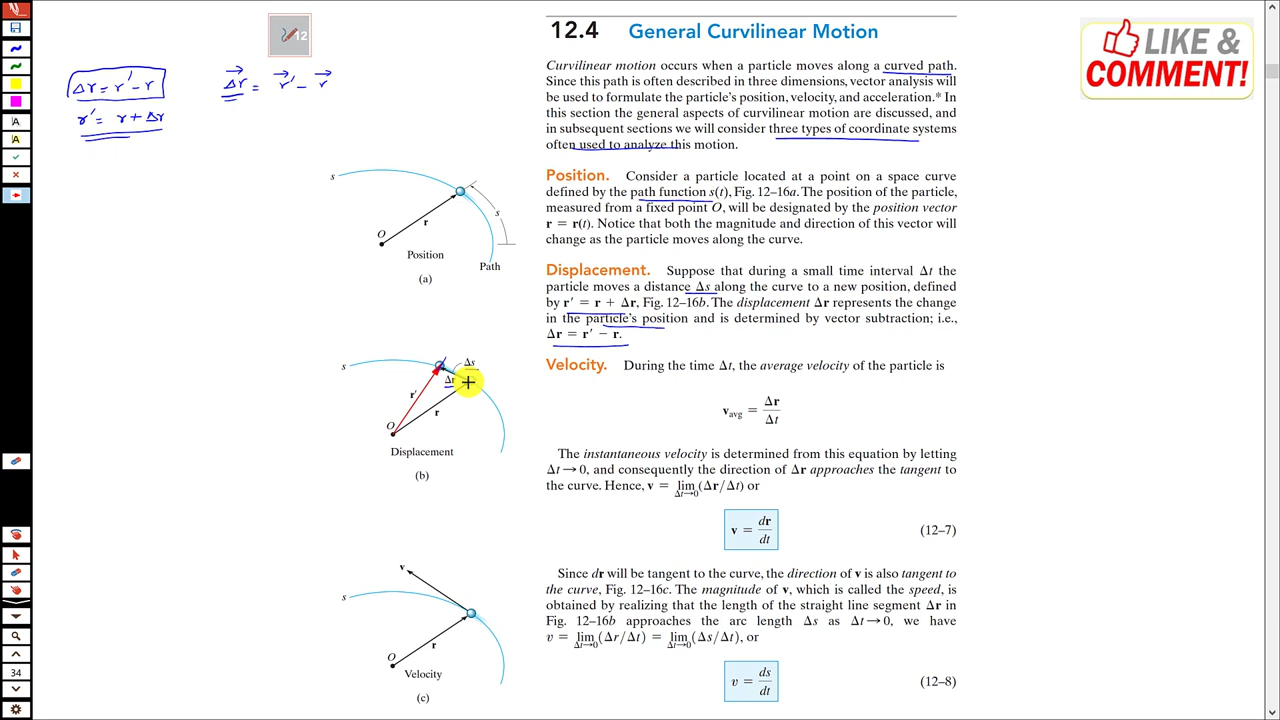 12.4 General Curvilinear Motion
LIKE &
COMMENT!
12
Δr = r' − r
r' = r + Δr
Δr = r' − r
Curvilinear motion occurs when a particle moves along a curved path.
Since this path is often described in three dimensions, vector analysis will
be used to formulate the particle's position, velocity, and acceleration.* In
this section the general aspects of curvilinear motion are discussed, and
in subsequent sections we will consider three types of coordinate systems
often used to analyze this motion.
s
s
r
O
Position
Path
(a)
Position. Consider a particle located at a point on a space curve
defined by the path function s(t), Fig. 12–16a. The position of the particle,
measured from a fixed point O, will be designated by the position vector
r = r(t). Notice that both the magnitude and direction of this vector will
change as the particle moves along the curve.
Displacement. Suppose that during a small time interval Δt the
particle moves a distance Δs along the curve to a new position, defined
by r' = r + Δr, Fig. 12–16b. The displacement Δr represents the change
in the particle's position and is determined by vector subtraction; i.e.,
Δr = r' − r.
s
Δs
Δr
r'
r
O
Displacement
(b)
Velocity. During the time Δt, the average velocity of the particle is
v avg = Δr
Δt
The instantaneous velocity is determined from this equation by letting
Δt→0, and consequently the direction of Δr approaches the tangent to
the curve. Hence, v = lim (Δr/Δt) or
Δt→0
v = dr
dt
(12–7)
v
s
r
O
Velocity
(c)
Since dr will be tangent to the curve, the direction of v is also tangent to
the curve, Fig. 12–16c. The magnitude of v, which is called the speed, is
obtained by realizing that the length of the straight line segment Δr in
Fig. 12–16b approaches the arc length Δs as Δt→0, we have
v = lim (Δr/Δt) = lim (Δs/Δt), or
Δt→0 Δt→0
v = ds
dt
(12–8)
A
A
34